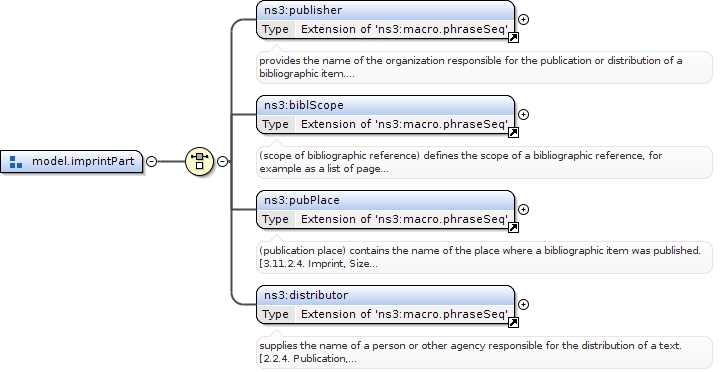 ns3:publisher
Type Extension of 'ns3:macro.phraseSeq'
provides the name of the organization responsible for the publication or distribution of a
bibliographic item....
ns3:biblScope
Type Extension of 'ns3:macro.phraseSeq'
(scope of bibliographic reference) defines the scope of a bibliographic reference, for
example as a list of page...
model.imprintPart
ns3:pubPlace
Type Extension of 'ns3:macro.phraseSeq'
(publication place) contains the name of the place where a bibliographic item was published.
[3.11.2.4. Imprint, Size...
ns3:distributor
Type Extension of 'ns3:macro.phraseSeq'
supplies the name of a person or other agency responsible for the distribution of a text.
[2.2.4. Publication,...